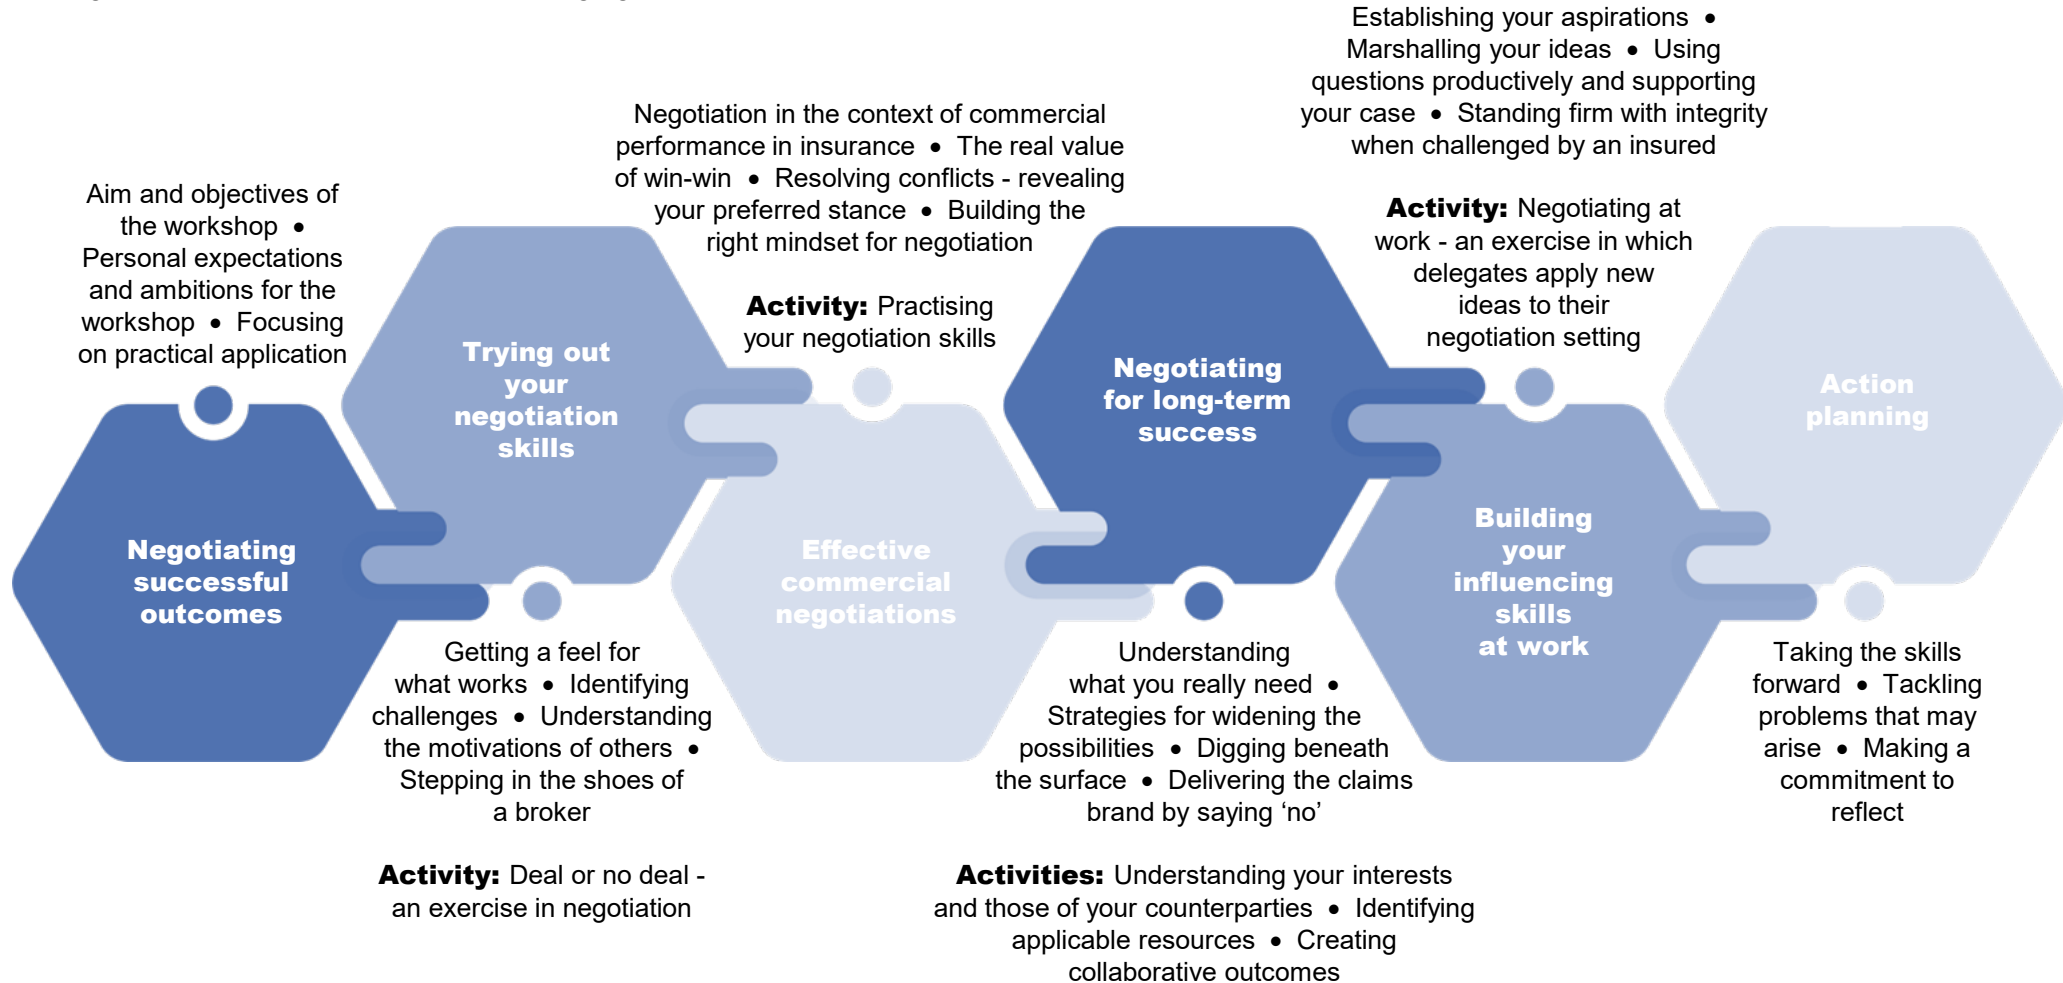 Aim and objectives of
the workshop •
Personal expectations
and ambitions for the
workshop • Focusing
on practical application
Negotiating
successful
outcomes
Trying out
your
negotiation
skills
Getting a feel for
what works • Identifying
challenges • Understanding
the motivations of others •
Stepping in the shoes of
a broker
Activity: Deal or no deal -
an exercise in negotiation
Negotiation in the context of commercial
performance in insurance • The real value
of win-win • Resolving conflicts - revealing
your preferred stance • Building the
right mindset for negotiation
Activity: Practising
your negotiation skills
Effective
commercial
negotiations
Negotiating
for long-term
success
Understanding
what you really need •
Strategies for widening the
possibilities • Digging beneath
the surface • Delivering the claims
brand by saying ‘no’
Activities: Understanding your interests
and those of your counterparties • Identifying
applicable resources • Creating
collaborative outcomes
Establishing your aspirations •
Marshalling your ideas • Using
questions productively and supporting
your case • Standing firm with integrity
when challenged by an insured
Activity: Negotiating at
work - an exercise in which
delegates apply new
ideas to their
negotiation setting
Building
your
influencing
skills
at work
Action
planning
Taking the skills
forward • Tackling
problems that may
arise • Making a
commitment to
reflect